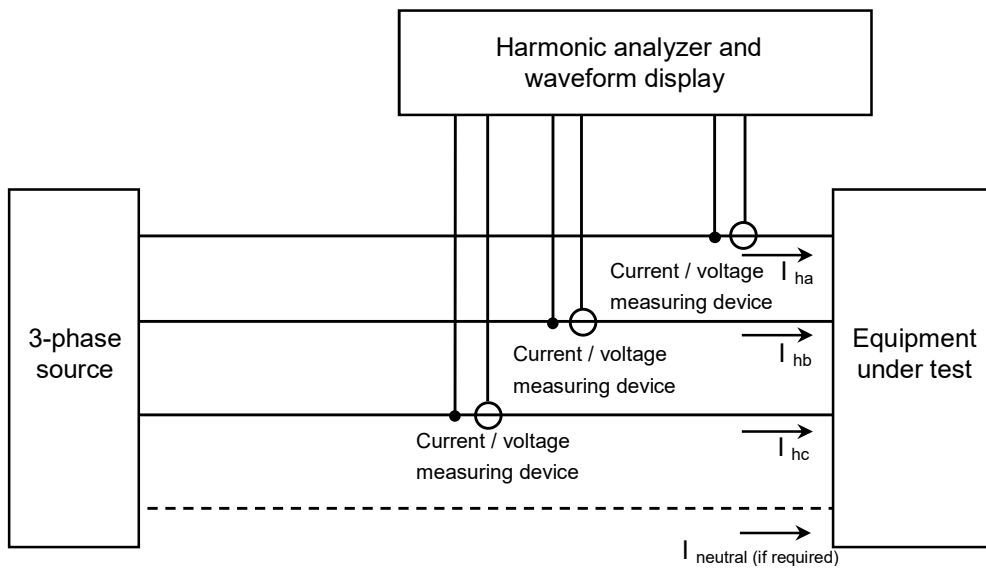 Harmonic analyzer and
waveform display
3-phase
source
Equipment
under test
Current / voltage
measuring device
I ha
Current / voltage
measuring device
I hb
Current / voltage
measuring device
I hc
I neutral (if required)